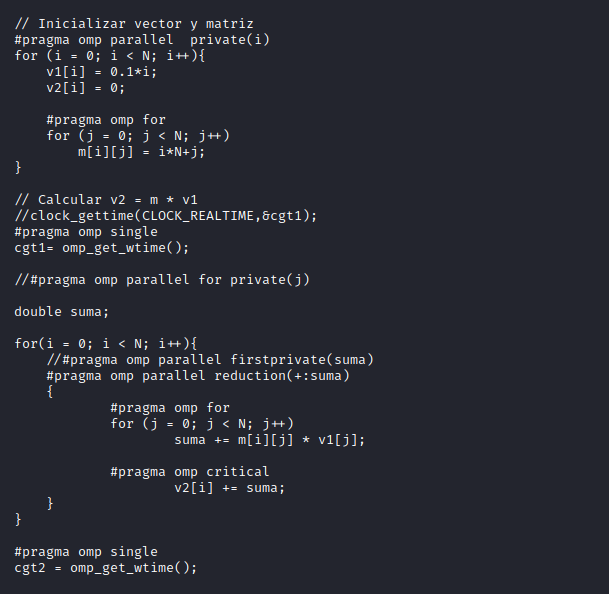 // Inicializar vector y matriz
#pragma omp parallel  private(i)
for (i = 0; i < N; i++){
    v1[i] = 0.1*i;
    v2[i] = 0;
    #pragma omp for
    for (j = 0; j < N; j++)
        m[i][j] = i*N+j;
}
// Calcular v2 = m * v1
//clock_gettime(CLOCK_REALTIME,&cgt1);
#pragma omp single
cgt1= omp_get_wtime();
//#pragma omp parallel for private(j)
double suma;
for(i = 0; i < N; i++){
    //#pragma omp parallel firstprivate(suma)
    #pragma omp parallel reduction(+:suma)
    {
            #pragma omp for
            for (j = 0; j < N; j++)
                    suma += m[i][j] * v1[j];
            #pragma omp critical
                    v2[i] += suma;
    }
}
#pragma omp single
cgt2 = omp_get_wtime();